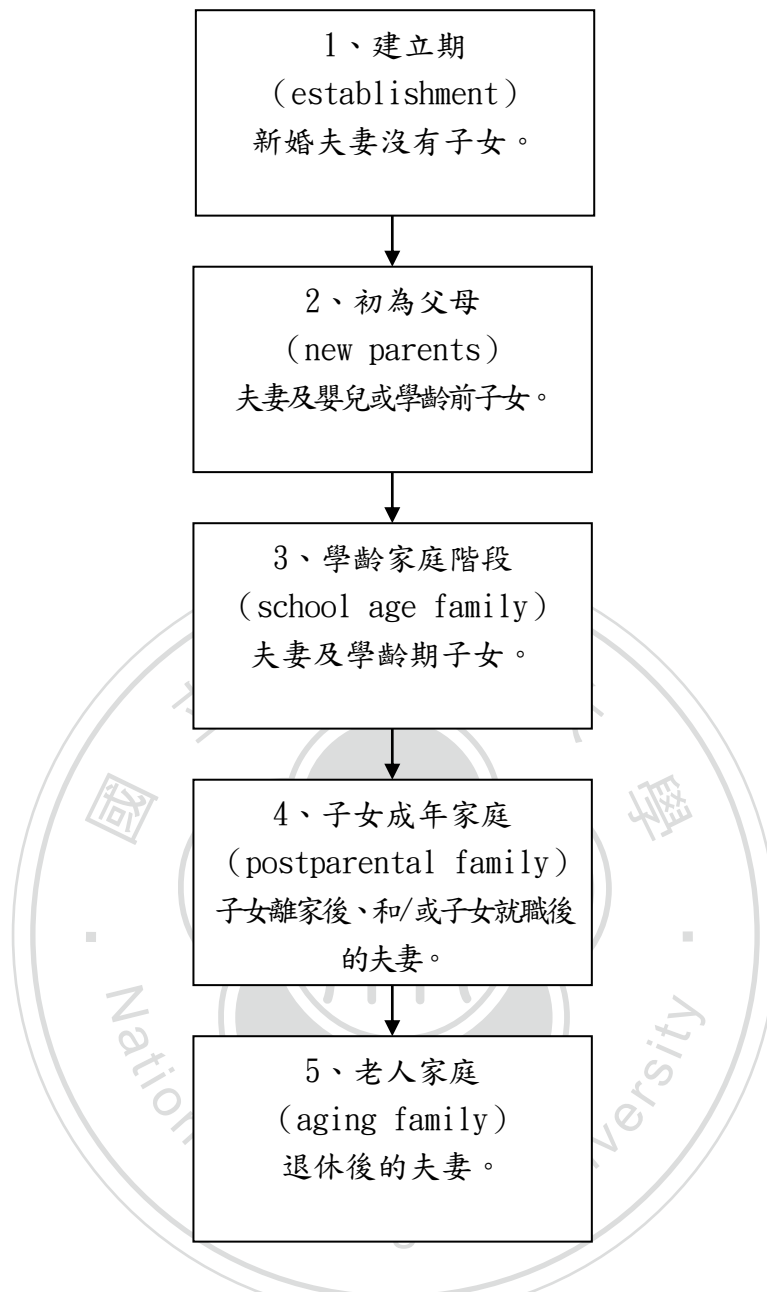 1、建立期
(establishment)
新婚夫妻沒有子女。
2、初為父母
(new parents)
夫妻及嬰兒或學齡前子女。
3、學齡家庭階段
(school age family)
夫妻及學齡期子女。
4、子女成年家庭
(postparental family)
子女離家後、和/或子女就職後
的夫妻。
5、老人家庭
(aging family)
退休後的夫妻。
國
學